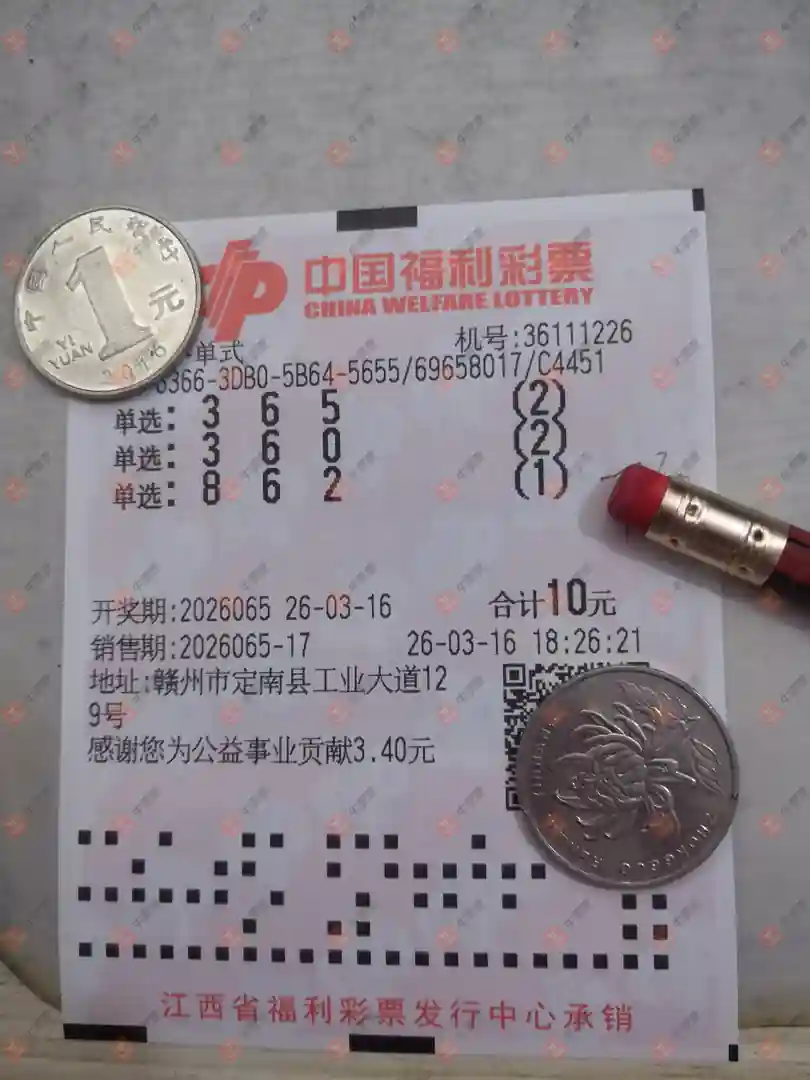 中国福利彩票
CHINA WELFARE LOTTERY
单式 机号:36111226
6366-3DB0-5B64-5655/69658017/C4451
单选: 3 6 5 (2)
单选: 3 6 0 (2)
单选: 8 6 2 (1)
开奖期:2026065 26-03-16 合计10元
销售期:2026065-17 26-03-16 18:26:21
地址:赣州市定南县工业大道12
9号
感谢您为公益事业贡献3.40元
江西省福利彩票发行中心承销
中国人民银行
1元
YI
YUAN